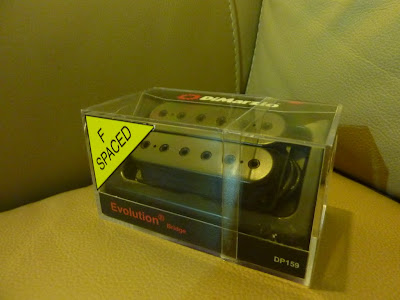 DiMarzio
F
SPACED
Evolution® Bridge
DP159